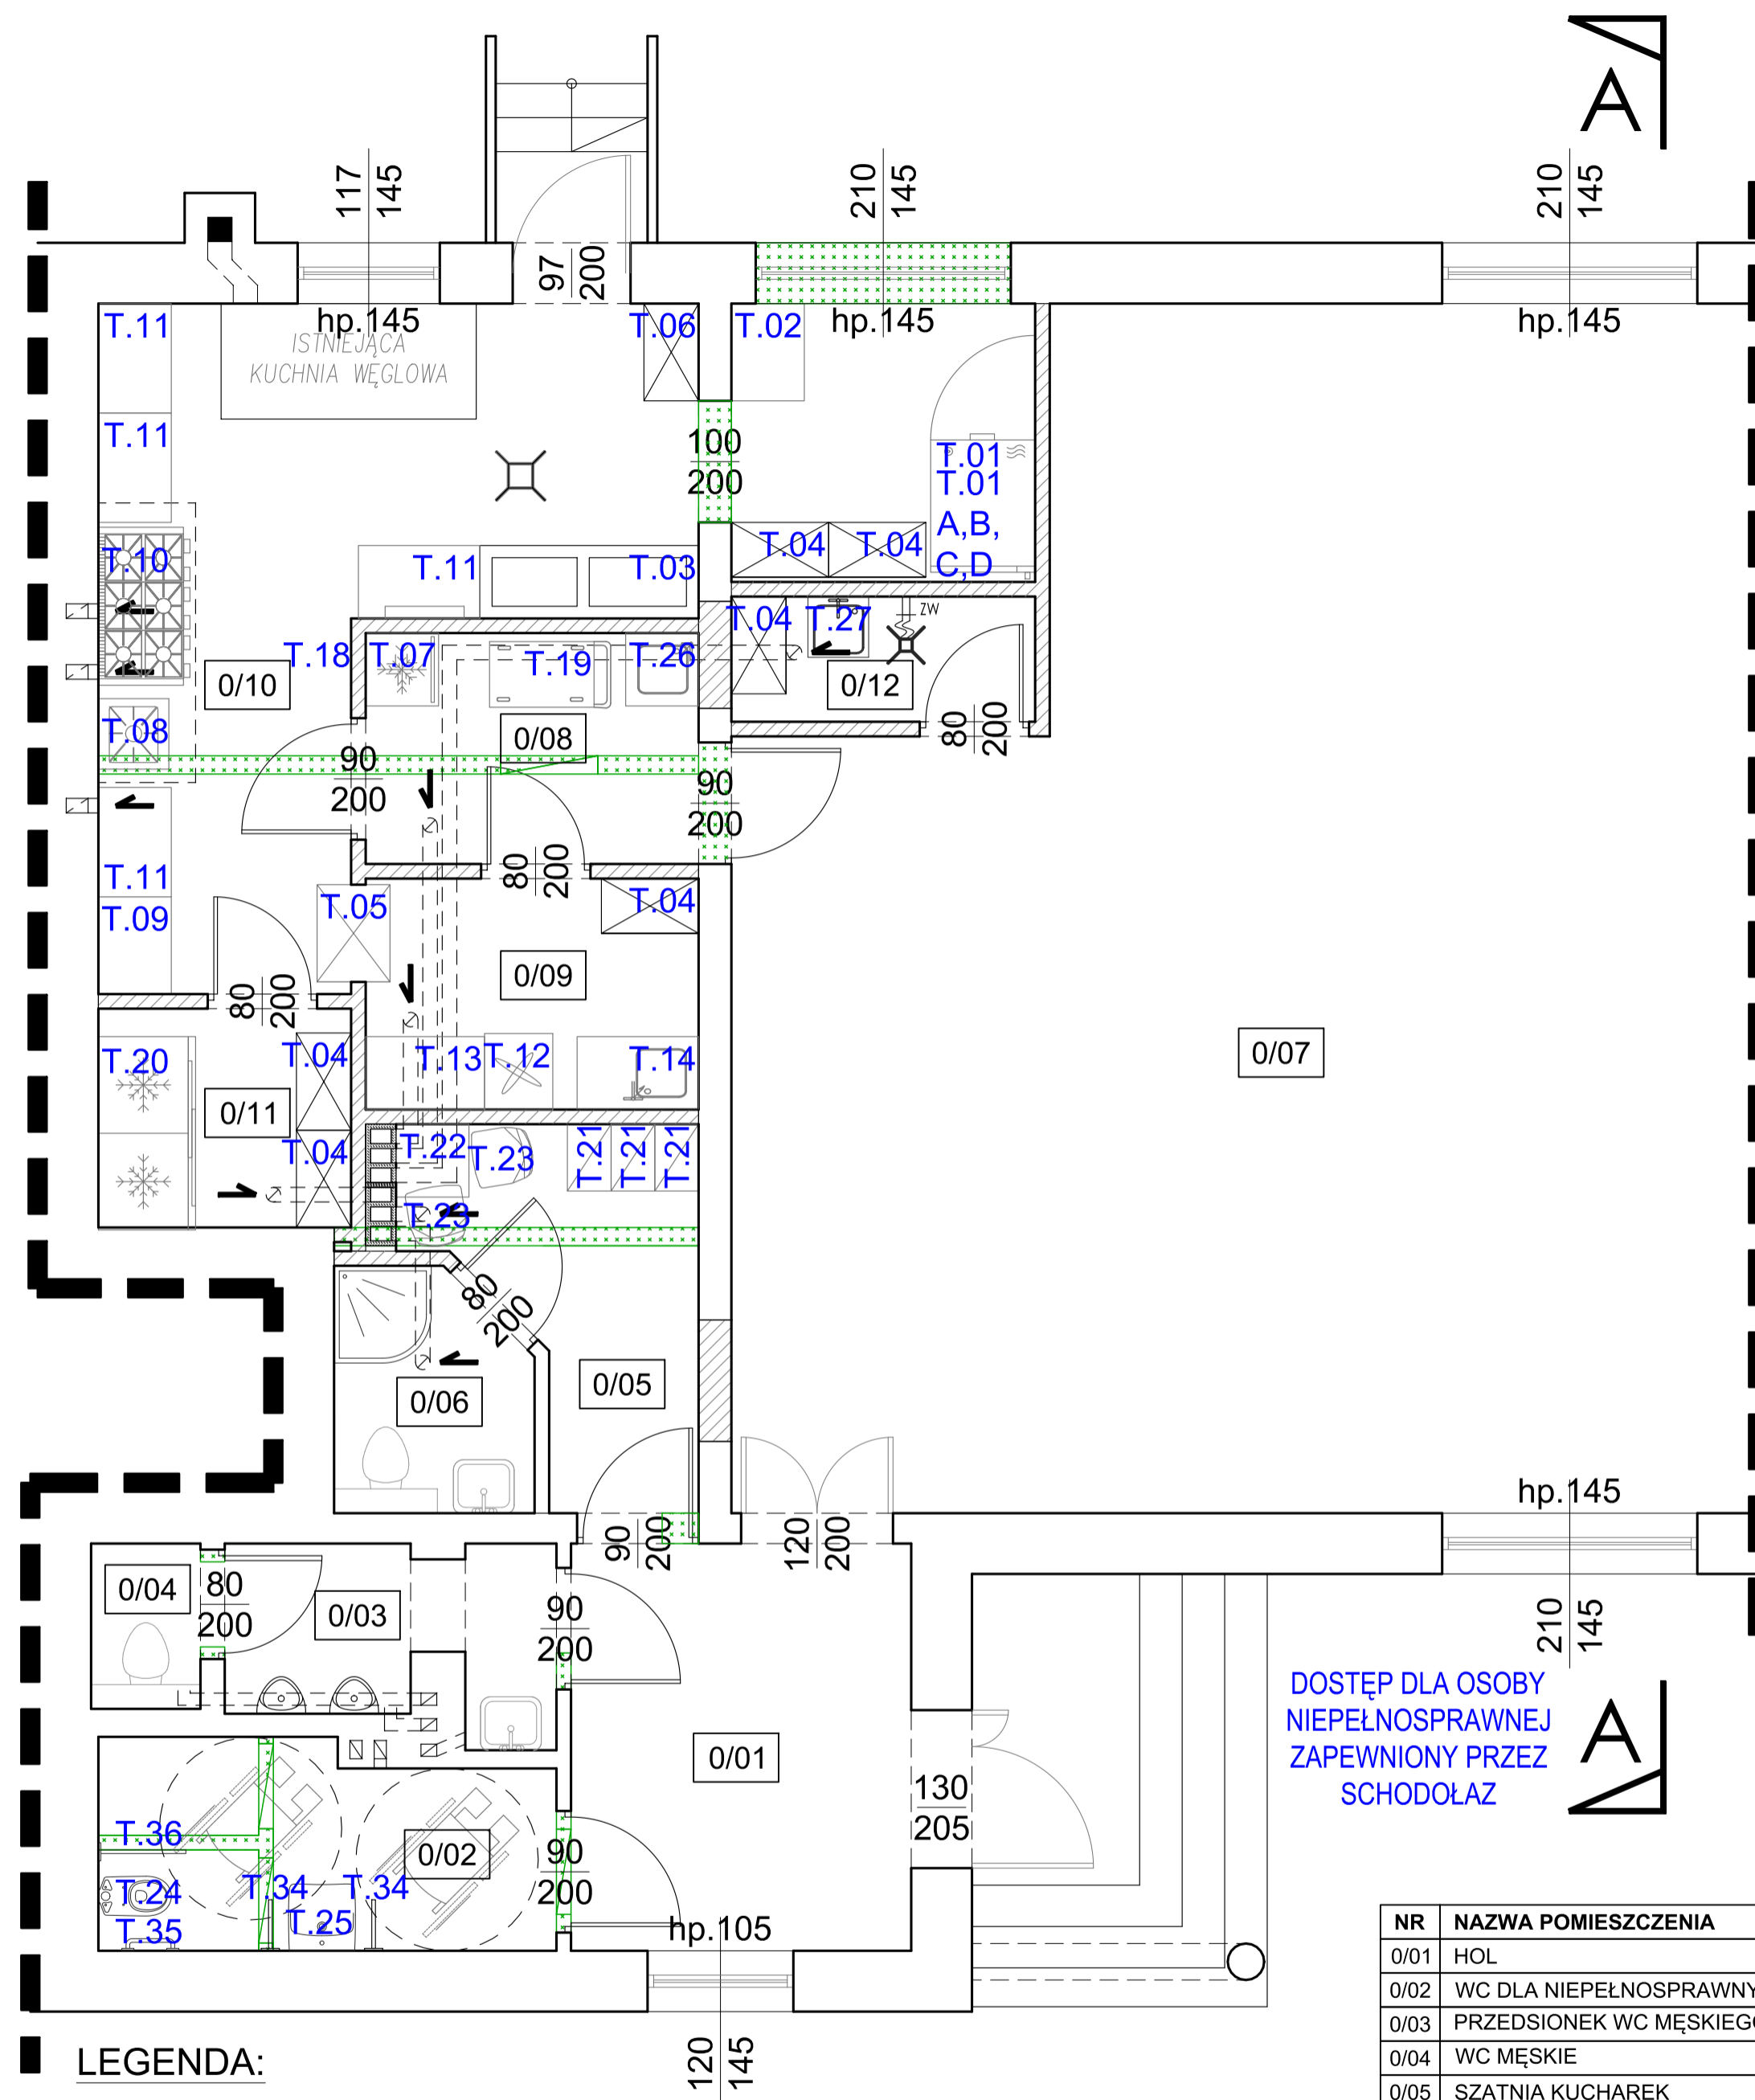 A
117
145
210
145
210
145
97
200
hp.145
hp.145
hp.145
ISTNIEJĄCA
KUCHNIA WĘGLOWA
T.11
T.06
T.02
T.11
100
200
T.01
T.01
A,B,
C,D
T.04
T.04
T.10
T.11
T.03
T.04
T.27
ZW
T.18
T.07
T.19
T.26
0/10
0/12
T.08
0/08
80
200
90
200
90
200
T.11
T.09
80
200
T.05
T.04
0/09
80
200
0/07
T.20
T.04
T.13
T.12
T.14
0/11
T.04
T.22
T.23
T.21
T.21
T.21
T.23
80
200
0/05
0/06
hp.145
90
200
120
200
0/04
80
200
0/03
90
200
210
145
DOSTĘP DLA OSOBY
NIEPEŁNOSPRAWNEJ
ZAPEWNIONY PRZEZ
SCHODOŁAZ
A
0/01
130
205
T.36
0/02
90
200
T.24
T.34
T.34
T.35
T.25
hp.105
120
145
LEGENDA:
NR NAZWA POMIESZCZENIA
0/01 HOL
0/02 WC DLA NIEPEŁNOSPRAWNY
0/03 PRZEDSIONEK WC MĘSKIEGO
0/04 WC MĘSKIE
0/05 SZATNIA KUCHAREK